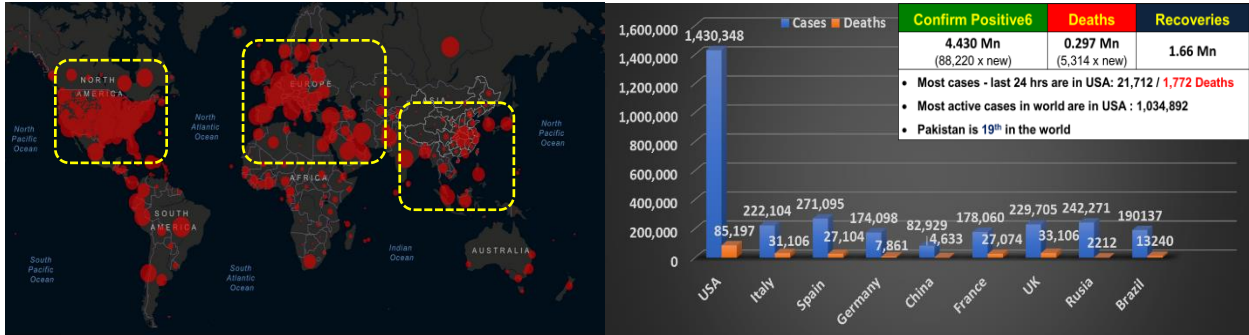 NORTH
AMERICA
EUROPE
ASIA
North
Pacific
Ocean
North
Atlantic
Ocean
North
Pacific
Ocean
AFRICA
SOUTH
AMERICA
Indian
Ocean
AUSTRALIA
South
Pacific
Ocean
South
Atlantic
Ocean
Cases Deaths
1,600,000
1,400,000
1,200,000
1,000,000
800,000
600,000
400,000
200,000
0
1,430,348
85,197
222,104
31,106
271,095
27,104
174,098
7,861
82,929
4,633
178,060
27,074
229,705
33,106
242,271
2212
190137
13240
USA
Italy
Spain
Germany
China
France
UK
Rusia
Brazil
Confirm Positive6 Deaths Recoveries
4.430 Mn 0.297 Mn 1.66 Mn
(88,220 x new) (5,314 x new)
• Most cases - last 24 hrs are in USA: 21,712 / 1,772 Deaths
• Most active cases in world are in USA : 1,034,892
• Pakistan is 19th in the world